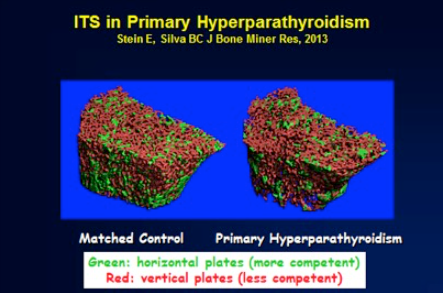 ITS in Primary Hyperparathyroidism
Stein E, Silva BC J Bone Miner Res, 2013
Matched Control Primary Hyperparathyroidism
Green: horizontal plates (more competent)
Red: vertical plates (less competent)